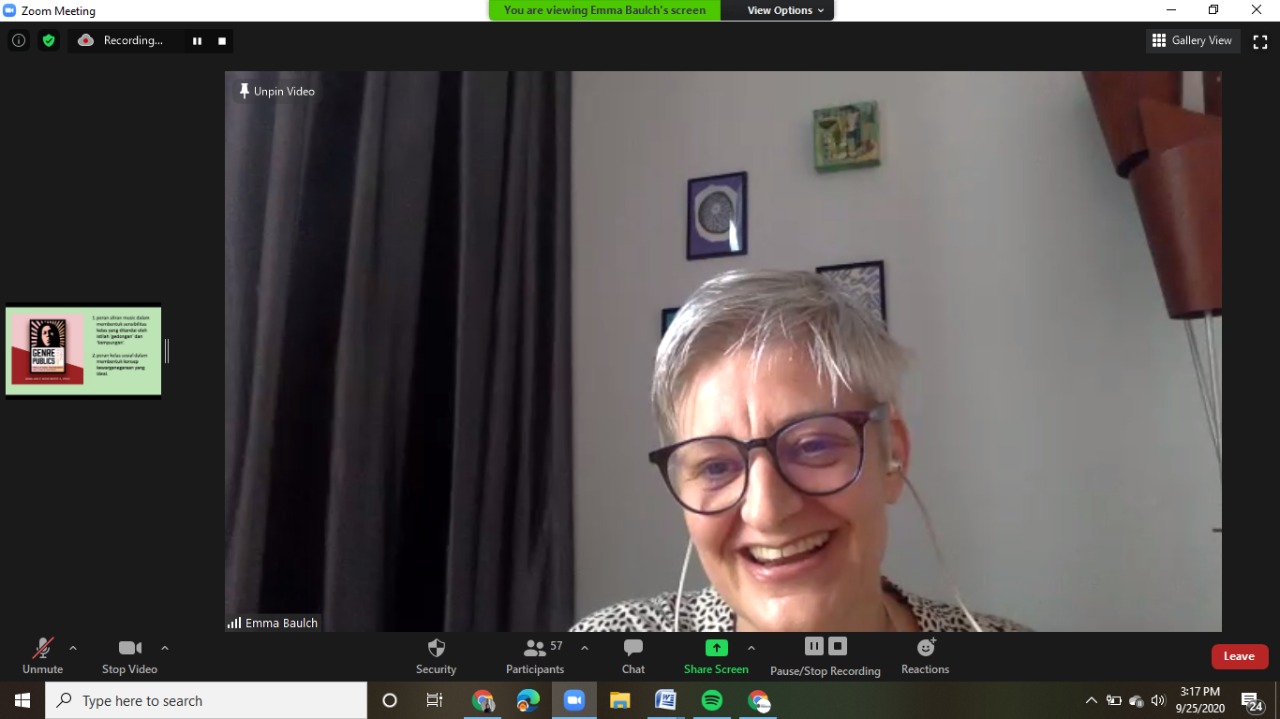 Zoom Meeting
You are viewing Emma Baulch's screen
View Options
Recording...
Gallery View
Unpin Video
GENRE
PUBLICS
1. peran aliran music dalam
membentuk sensibilitas
kelas yang ditandai oleh
istilah 'gedongan' dan
'kampungan'.
2. peran kelas sosial dalam
membentuk konsep
kewarganegaraan yang
ideal.
Emma Baulch
Unmute
Stop Video
Security
57
Participants
Chat
Share Screen
Pause/Stop Recording
Reactions
Leave
Type here to search
3:17 PM
9/25/2020
24